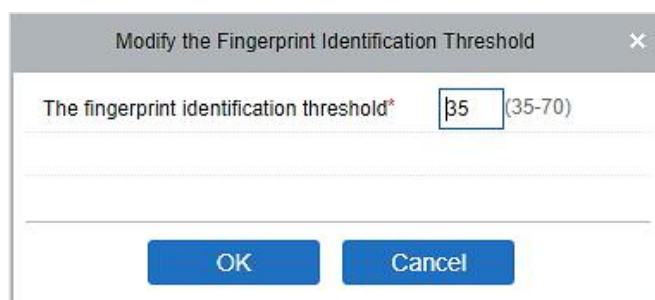 Modify the Fingerprint Identification Threshold ×
The fingerprint identification threshold* 35 (35-70)
OK Cancel